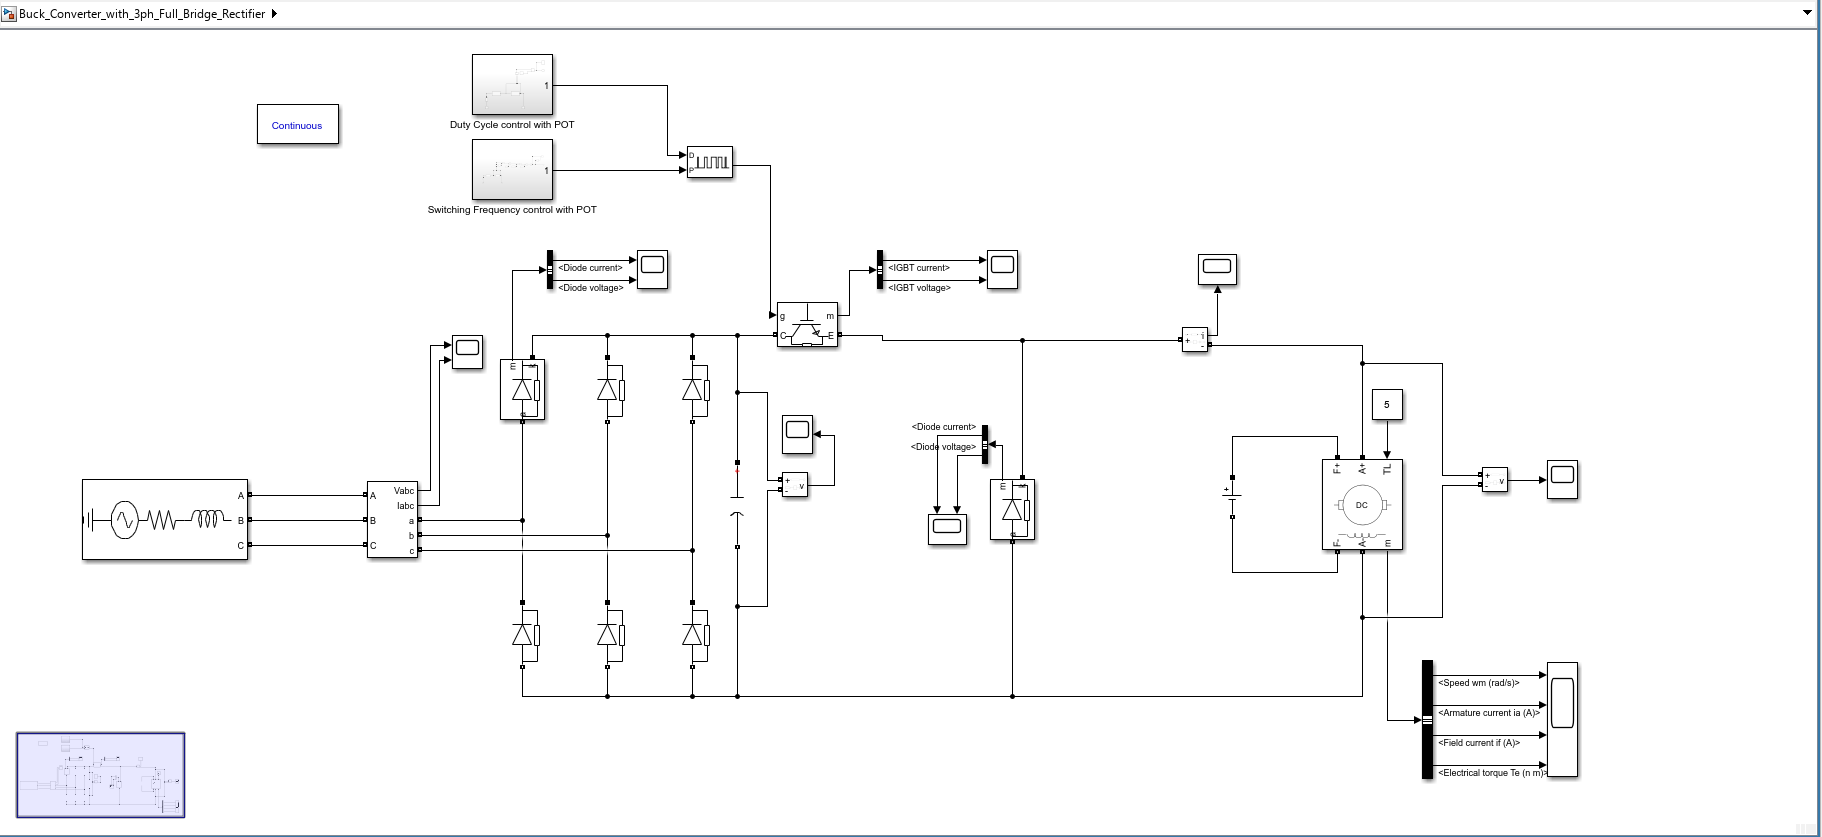 Buck_Converter_with_3ph_Full_Bridge_Rectifier
Continuous
1
Duty Cycle control with POT
1
Switching Frequency control with POT
D
P
<Diode current>
<Diode voltage>
<IGBT current>
<IGBT voltage>
g
m
C
E
m
a
i
+
-
5
<Diode current>
<Diode voltage>
m
a
+
+
-
v
A
B
C
A
B
C
Vabc
Iabc
a
b
c
+
F+
A+
TL
DC
F-
A-
m
+
-
v
<Speed wm (rad/s)>
<Armature current ia (A)>
<Field current if (A)>
<Electrical torque Te (n m)>